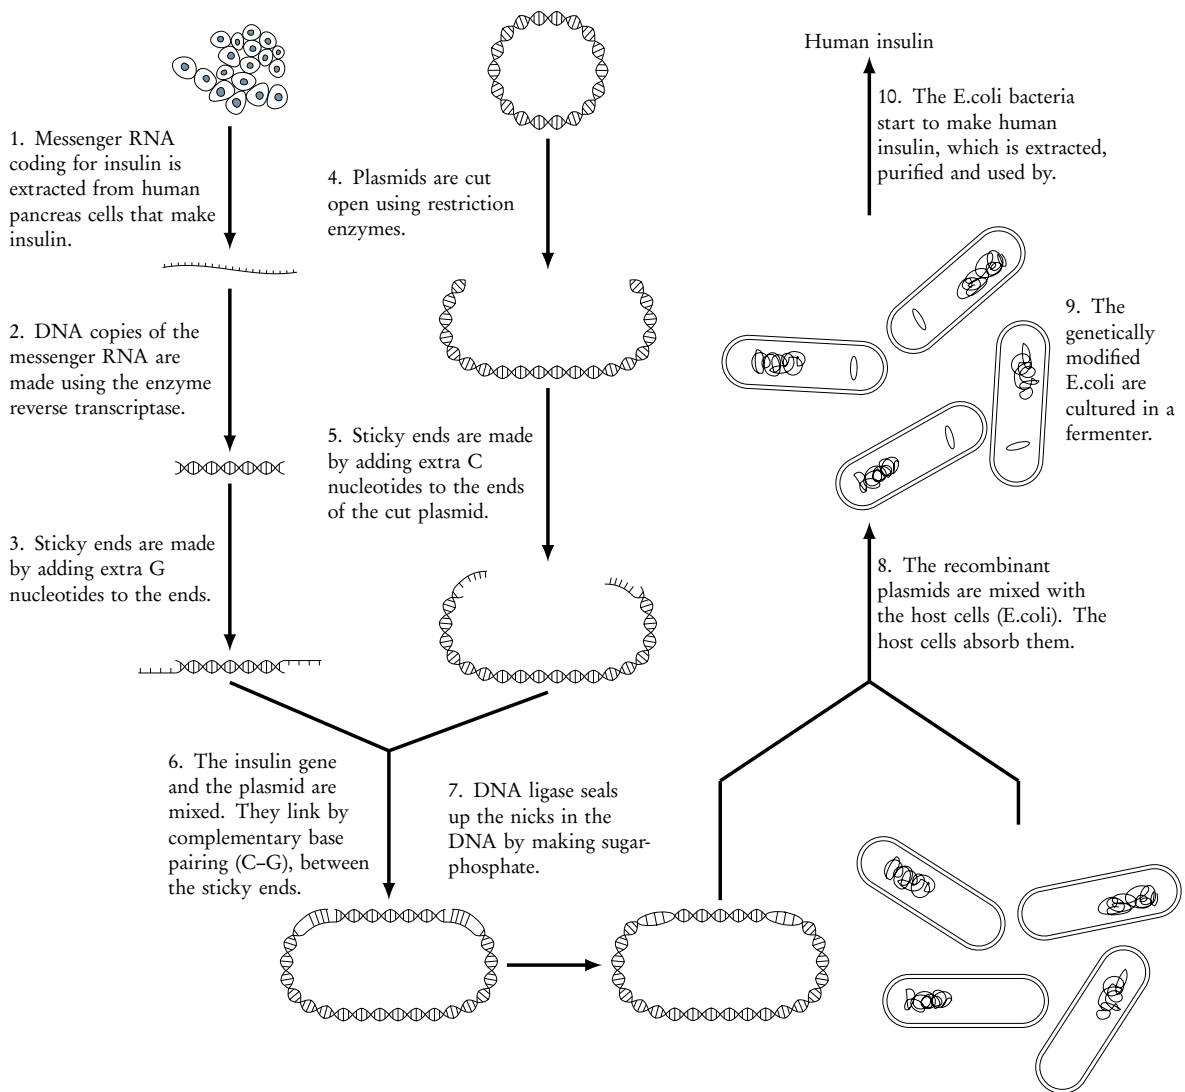 1. Messenger RNA
coding for insulin is
extracted from human
pancreas cells that make
insulin.
2. DNA copies of the
messenger RNA are
made using the enzyme
reverse transcriptase.
3. Sticky ends are made
by adding extra G
nucleotides to the ends.
4. Plasmids are cut
open using restriction
enzymes.
5. Sticky ends are made
by adding extra C
nucleotides to the ends
of the cut plasmid.
6. The insulin gene
and the plasmid are
mixed. They link by
complementary base
pairing (C–G), between
the sticky ends.
7. DNA ligase seals
up the nicks in the
DNA by making sugar-
phosphate.
8. The recombinant
plasmids are mixed with
the host cells (E.coli). The
host cells absorb them.
9. The
genetically
modified
E.coli are
cultured in a
fermenter.
10. The E.coli bacteria
start to make human
insulin, which is extracted,
purified and used by.
Human insulin